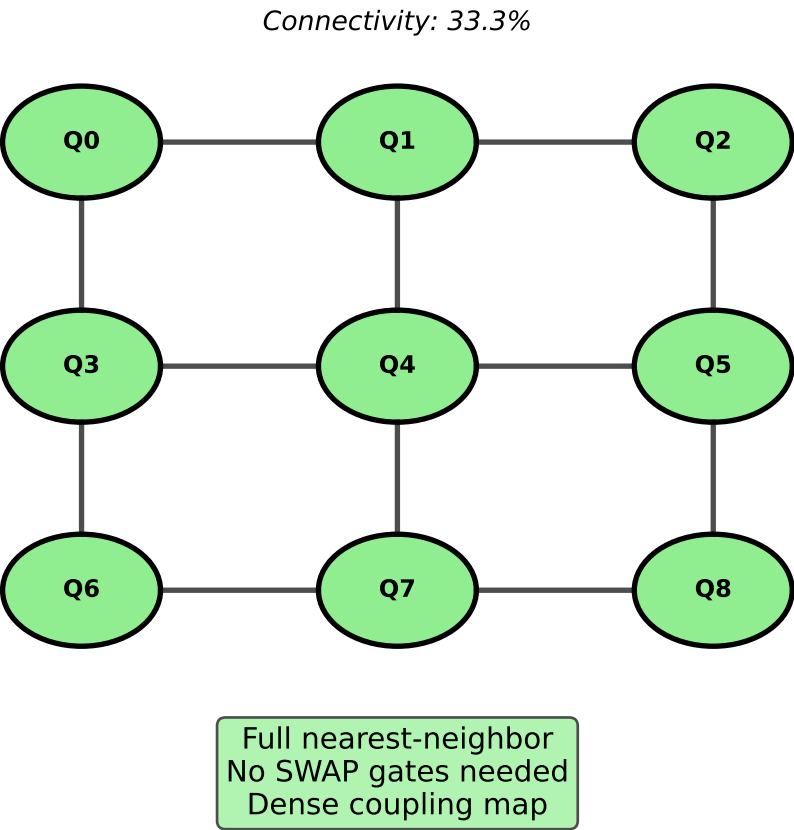 Connectivity: 33.3%
Q0 Q1 Q2
Q3 Q4 Q5
Q6 Q7 Q8
Full nearest-neighbor
No SWAP gates needed
Dense coupling map